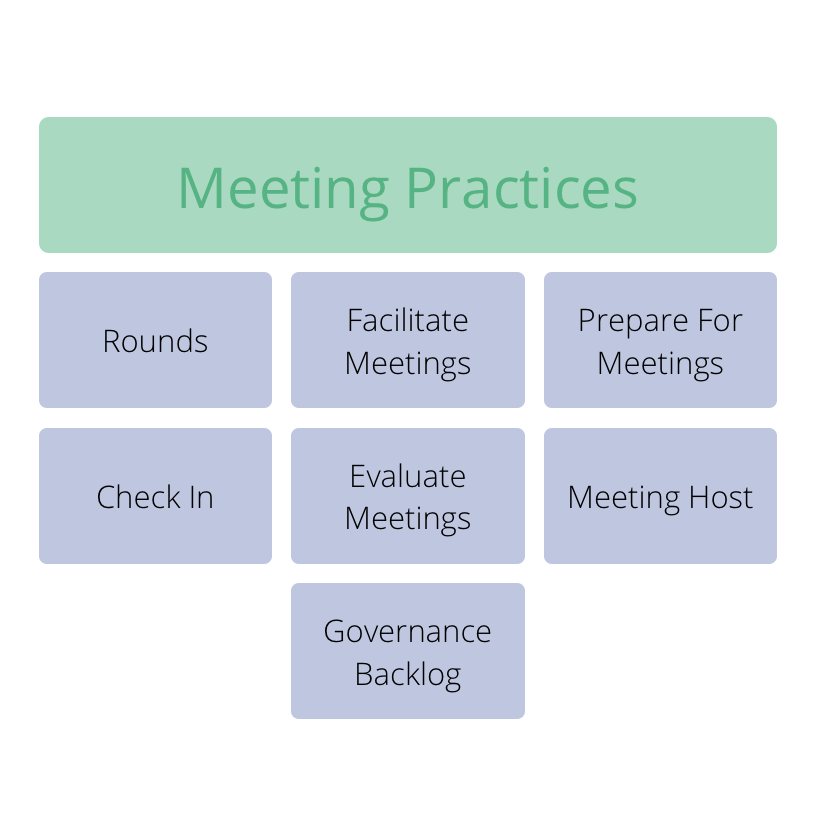 Meeting Practices
Rounds
Facilitate
Meetings
Prepare For
Meetings
Check In
Evaluate
Meetings
Meeting Host
Governance
Backlog